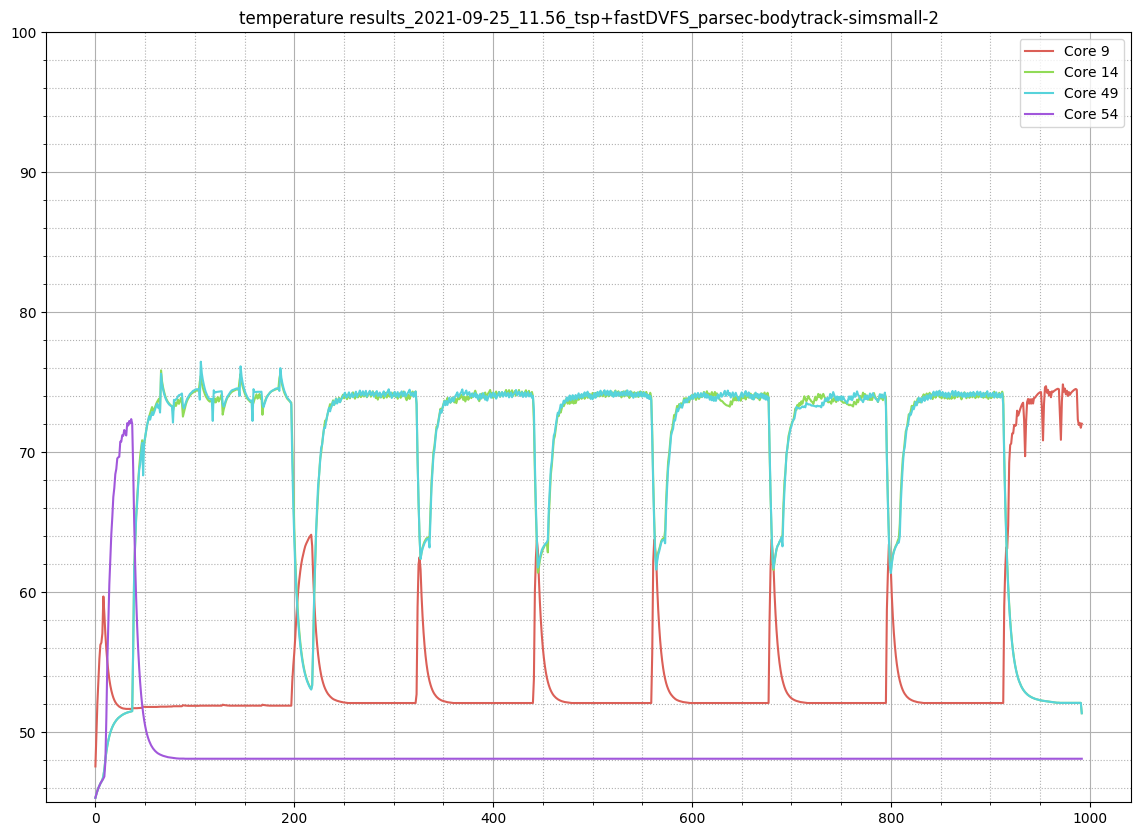 temperature results_2021-09-25_11.56_tsp+fastDVFS_parsec-bodytrack-simsmall-2
100
90
80
70
60
50
0
200
400
600
800
1000
Core 9
Core 14
Core 49
Core 54